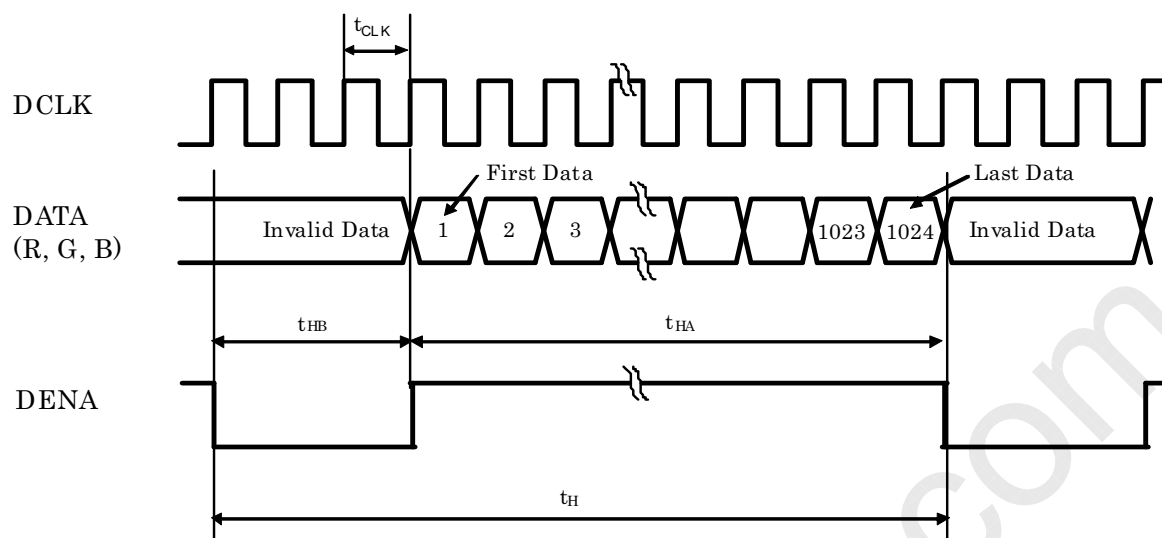 tCLK
DCLK
First Data
Last Data
DATA
(R, G, B)
Invalid Data
1
2
3
1023
1024
Invalid Data
tHB
tHA
DENA
tH
com